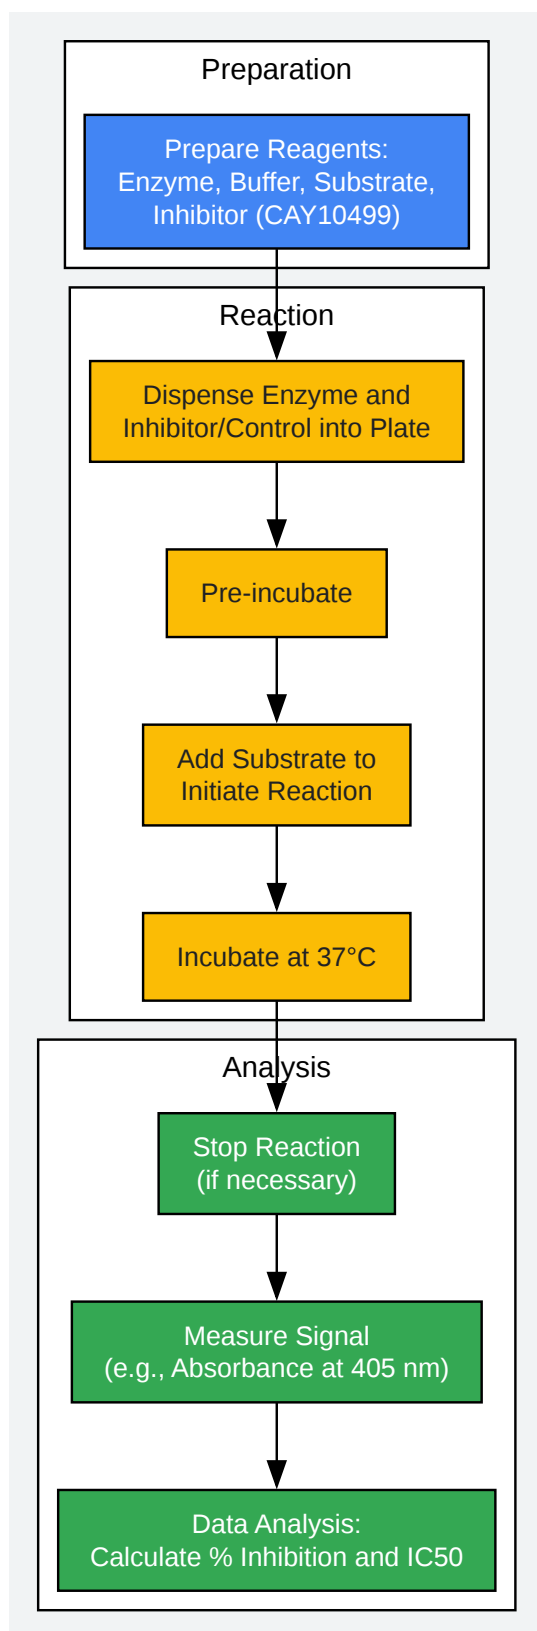 Preparation
Prepare Reagents:
Enzyme, Buffer, Substrate,
Inhibitor (CAY10499)
Reaction
Dispense Enzyme and
Inhibitor/Control into Plate
Pre-incubate
Add Substrate to
Initiate Reaction
Incubate at 37°C
Analysis
Stop Reaction
(if necessary)
Measure Signal
(e.g., Absorbance at 405 nm)
Data Analysis:
Calculate % Inhibition and IC50